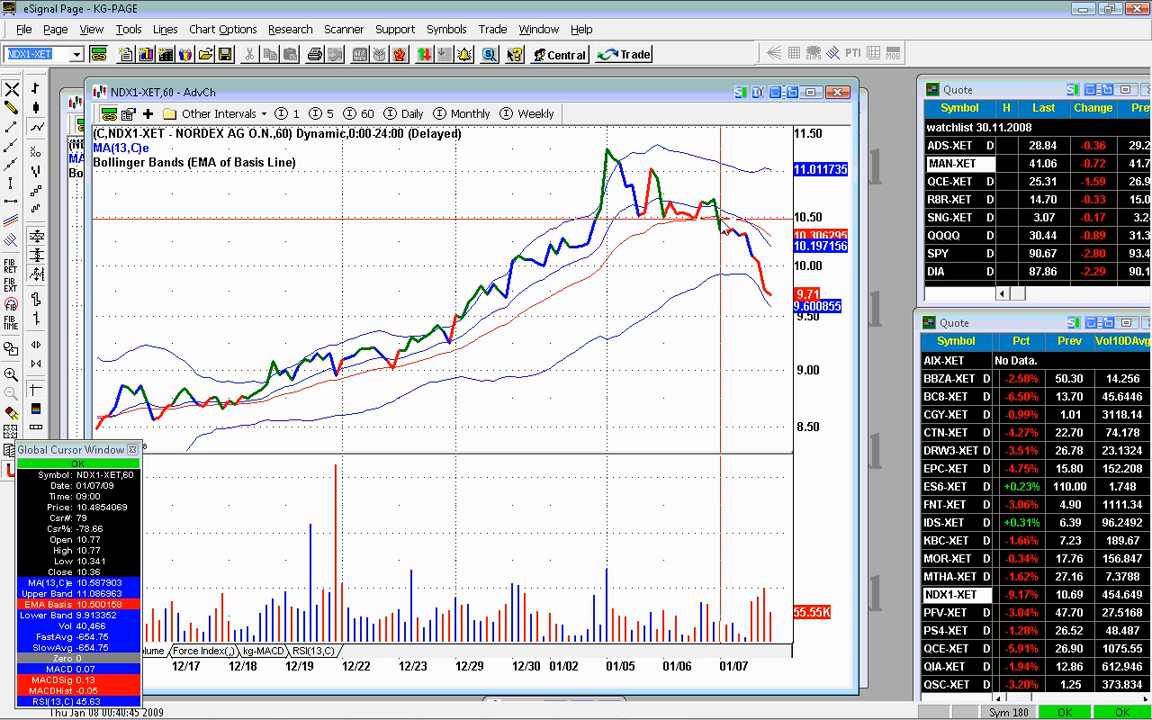 eSignal Page - KG-PAGE
File Page View Tools Lines Chart Options Research Scanner Support Symbols Trade Window Help
NDX1-XET
Central
Trade
PTI
MOB
NDX1-XET,60 - AdvCh
Other Intervals 1 5 60 Daily Monthly Weekly
(C,NDX1-XET - NORDEX AG O.N.,60) Dynamic,0:00-24:00 (Delayed)
MA(13,C)e
Bollinger Bands (EMA of Basis Line)
11.50
11.011735
10.50
10.306295
10.197156
10.00
9.71
9.600855
9.50
9.00
8.50
55.55K
FIB RET
FIB EXT
FIB TIME
Global Cursor Window
OK
Symbol: NDX1-XET,60
Date: 01/07/09
Time: 09:00
Price: 10.4854069
Csr#: 79
Csr%: -78.66
Open 10.77
High 10.77
Low 10.341
Close 10.36
MA(13,C)e 10.587903
Upper Band 11.086963
EMA Basis 10.500158
Lower Band 9.913352
Vol 40,466
FastAvg -654.75
SlowAvg -654.75
Zero 0
MACD 0.07
MACDSig 0.13
MACDHist -0.05
RSI(13,C) 45.63
olume Force Index(,) kg-MACD RSI(13,C)
12/17 12/18 12/19 12/22 12/23 12/29 12/30 01/02 01/05 01/06 01/07
Quote
Symbol H Last Change Pre
watchlist 30.11.2008
ADS-XET D 28.84 -0.36 29.2
MAN-XET 41.06 -0.72 41.7
QCE-XET D 25.31 -1.59 26.9
R8R-XET D 14.70 -0.33 15.0
SNG-XET D 3.07 -0.17 3.2
QQQQ D 30.44 -0.89 31.3
SPY D 90.67 -2.80 93.4
DIA D 87.86 -2.29 90.1
Quote
Symbol Pct Prev Vol10DAvg
AIX-XET No Data.
BBZA-XET D -2.58% 50.30 14.256
BC8-XET D -6.50% 13.70 45.6446
CGY-XET D -0.99% 1.01 3118.14
CTN-XET D -4.27% 22.70 74.178
DRW3-XET D -3.51% 26.78 23.1324
EPC-XET D -4.75% 15.80 152.208
ES6-XET D +0.23% 110.00 1.748
FNT-XET D -3.06% 4.90 1111.34
IDS-XET D +0.31% 6.39 96.2492
KBC-XET D -1.66% 7.23 189.67
MOR-XET D -0.34% 17.76 156.847
MTHA-XET D -1.62% 27.16 7.3788
NDX1-XET -9.17% 10.69 454.649
PFV-XET D -3.04% 47.70 27.5168
PS4-XET D -1.28% 26.52 48.487
QCE-XET D -5.91% 26.90 1075.55
QIA-XET D -1.94% 12.86 612.946
QSC-XET D -3.20% 1.25 373.834
Thu Jan 08 00:40:45 2009
Sym 180 OK OK